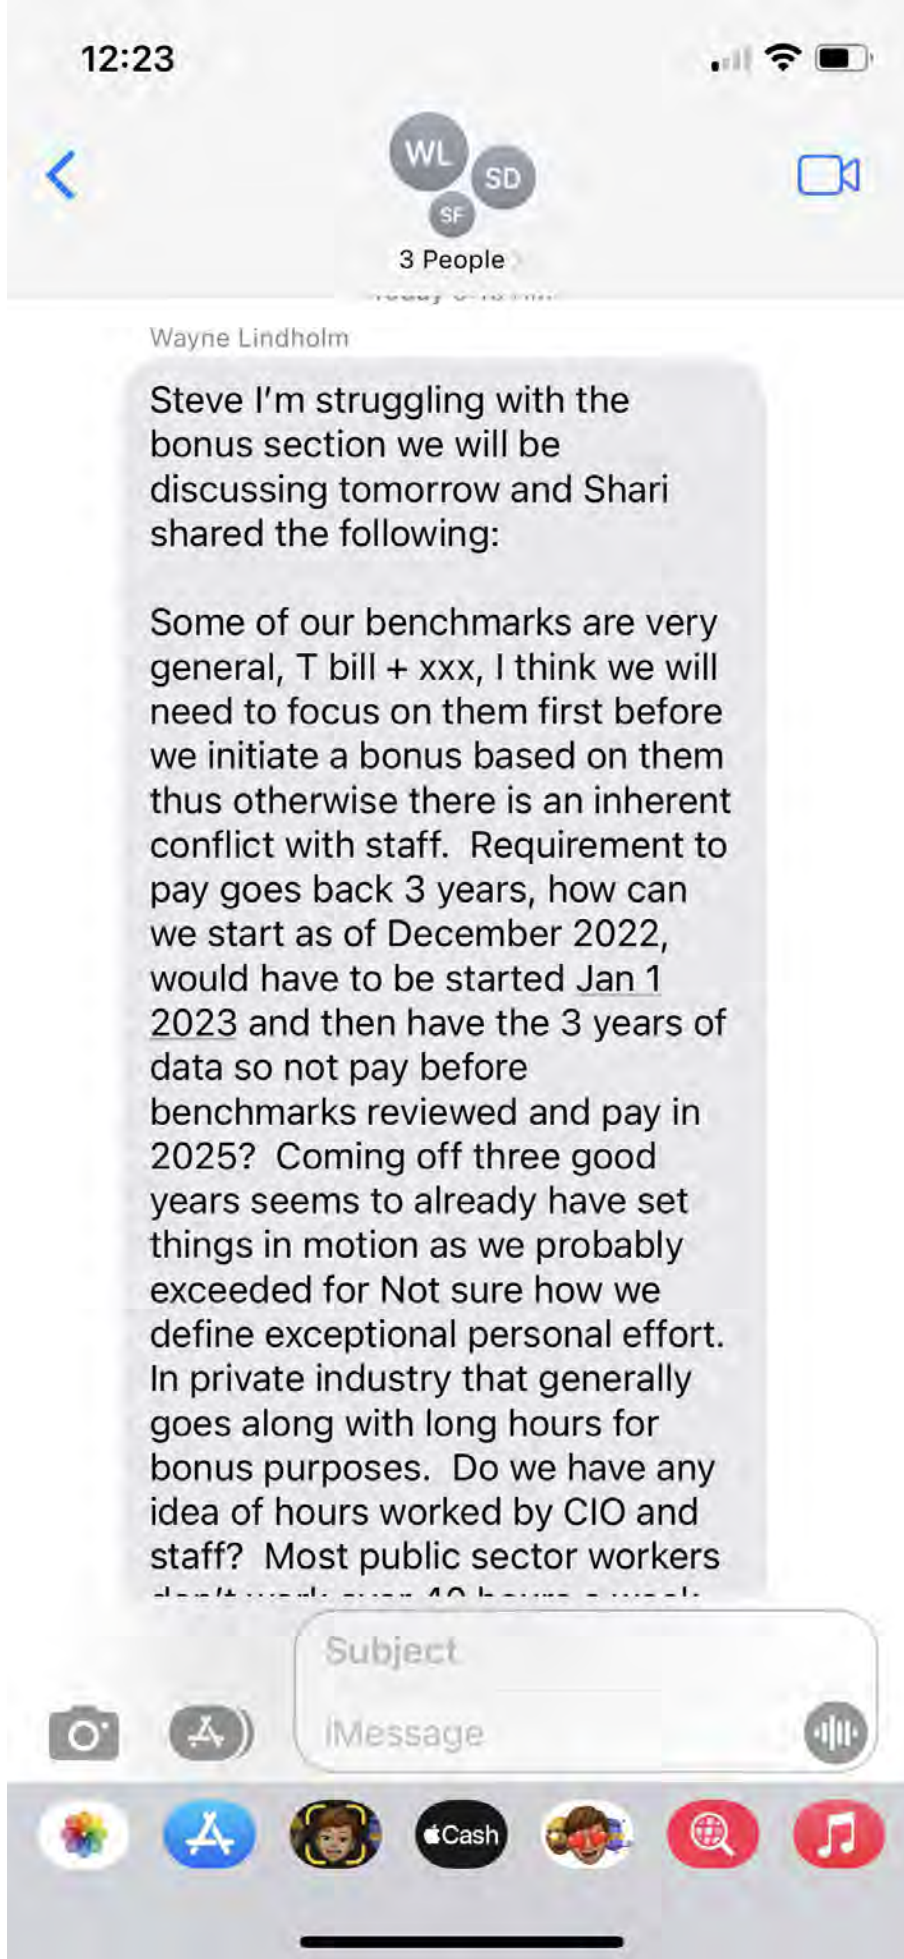 12:23
WL
SD
SF
3 People
Wayne Lindholm
Steve I'm struggling with the
bonus section we will be
discussing tomorrow and Shari
shared the following:
Some of our benchmarks are very
general, T bill + xxx, I think we will
need to focus on them first before
we initiate a bonus based on them
thus otherwise there is an inherent
conflict with staff.  Requirement to
pay goes back 3 years, how can
we start as of December 2022,
would have to be started Jan 1
2023 and then have the 3 years of
data so not pay before
benchmarks reviewed and pay in
2025?  Coming off three good
years seems to already have set
things in motion as we probably
exceeded for Not sure how we
define exceptional personal effort.
In private industry that generally
goes along with long hours for
bonus purposes.  Do we have any
idea of hours worked by CIO and
staff?  Most public sector workers
don't work over 40 hours a week
Subject
iMessage
Cash